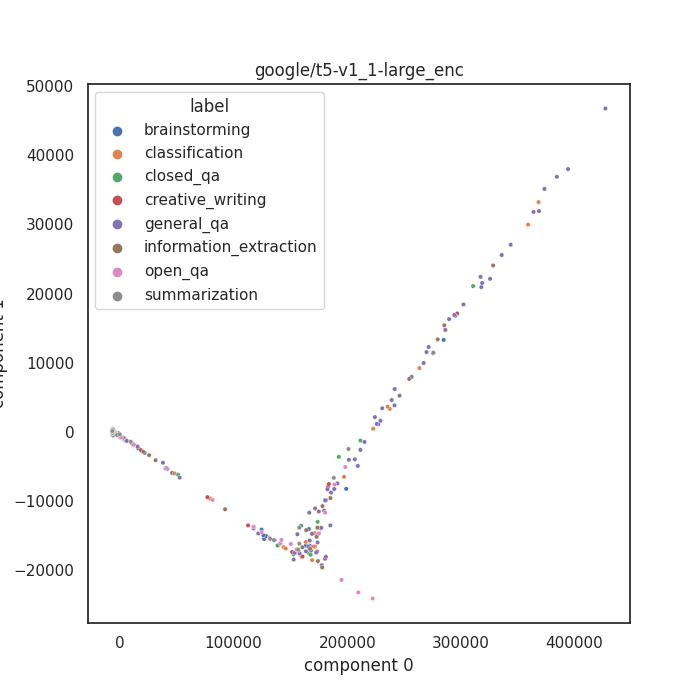 google/t5-v1_1-large_enc
label
brainstorming
classification
closed_qa
creative_writing
general_qa
information_extraction
open_qa
summarization
50000
40000
30000
20000
10000
0
−10000
−20000
component 1
0
100000
200000
300000
400000
component 0